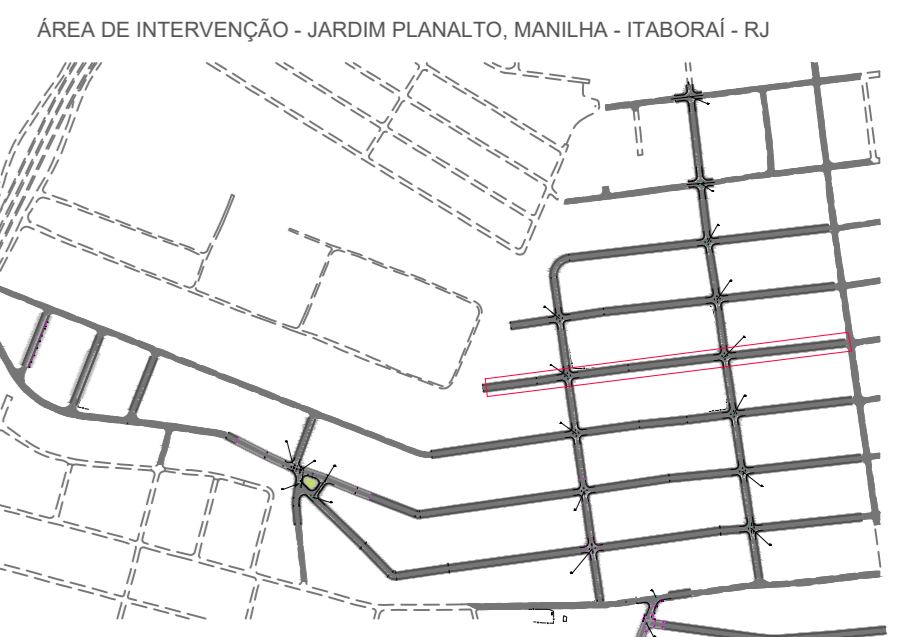 ÁREA DE INTERVENÇÃO - JARDIM PLANALTO, MANILHA - ITABORAÍ - RJ